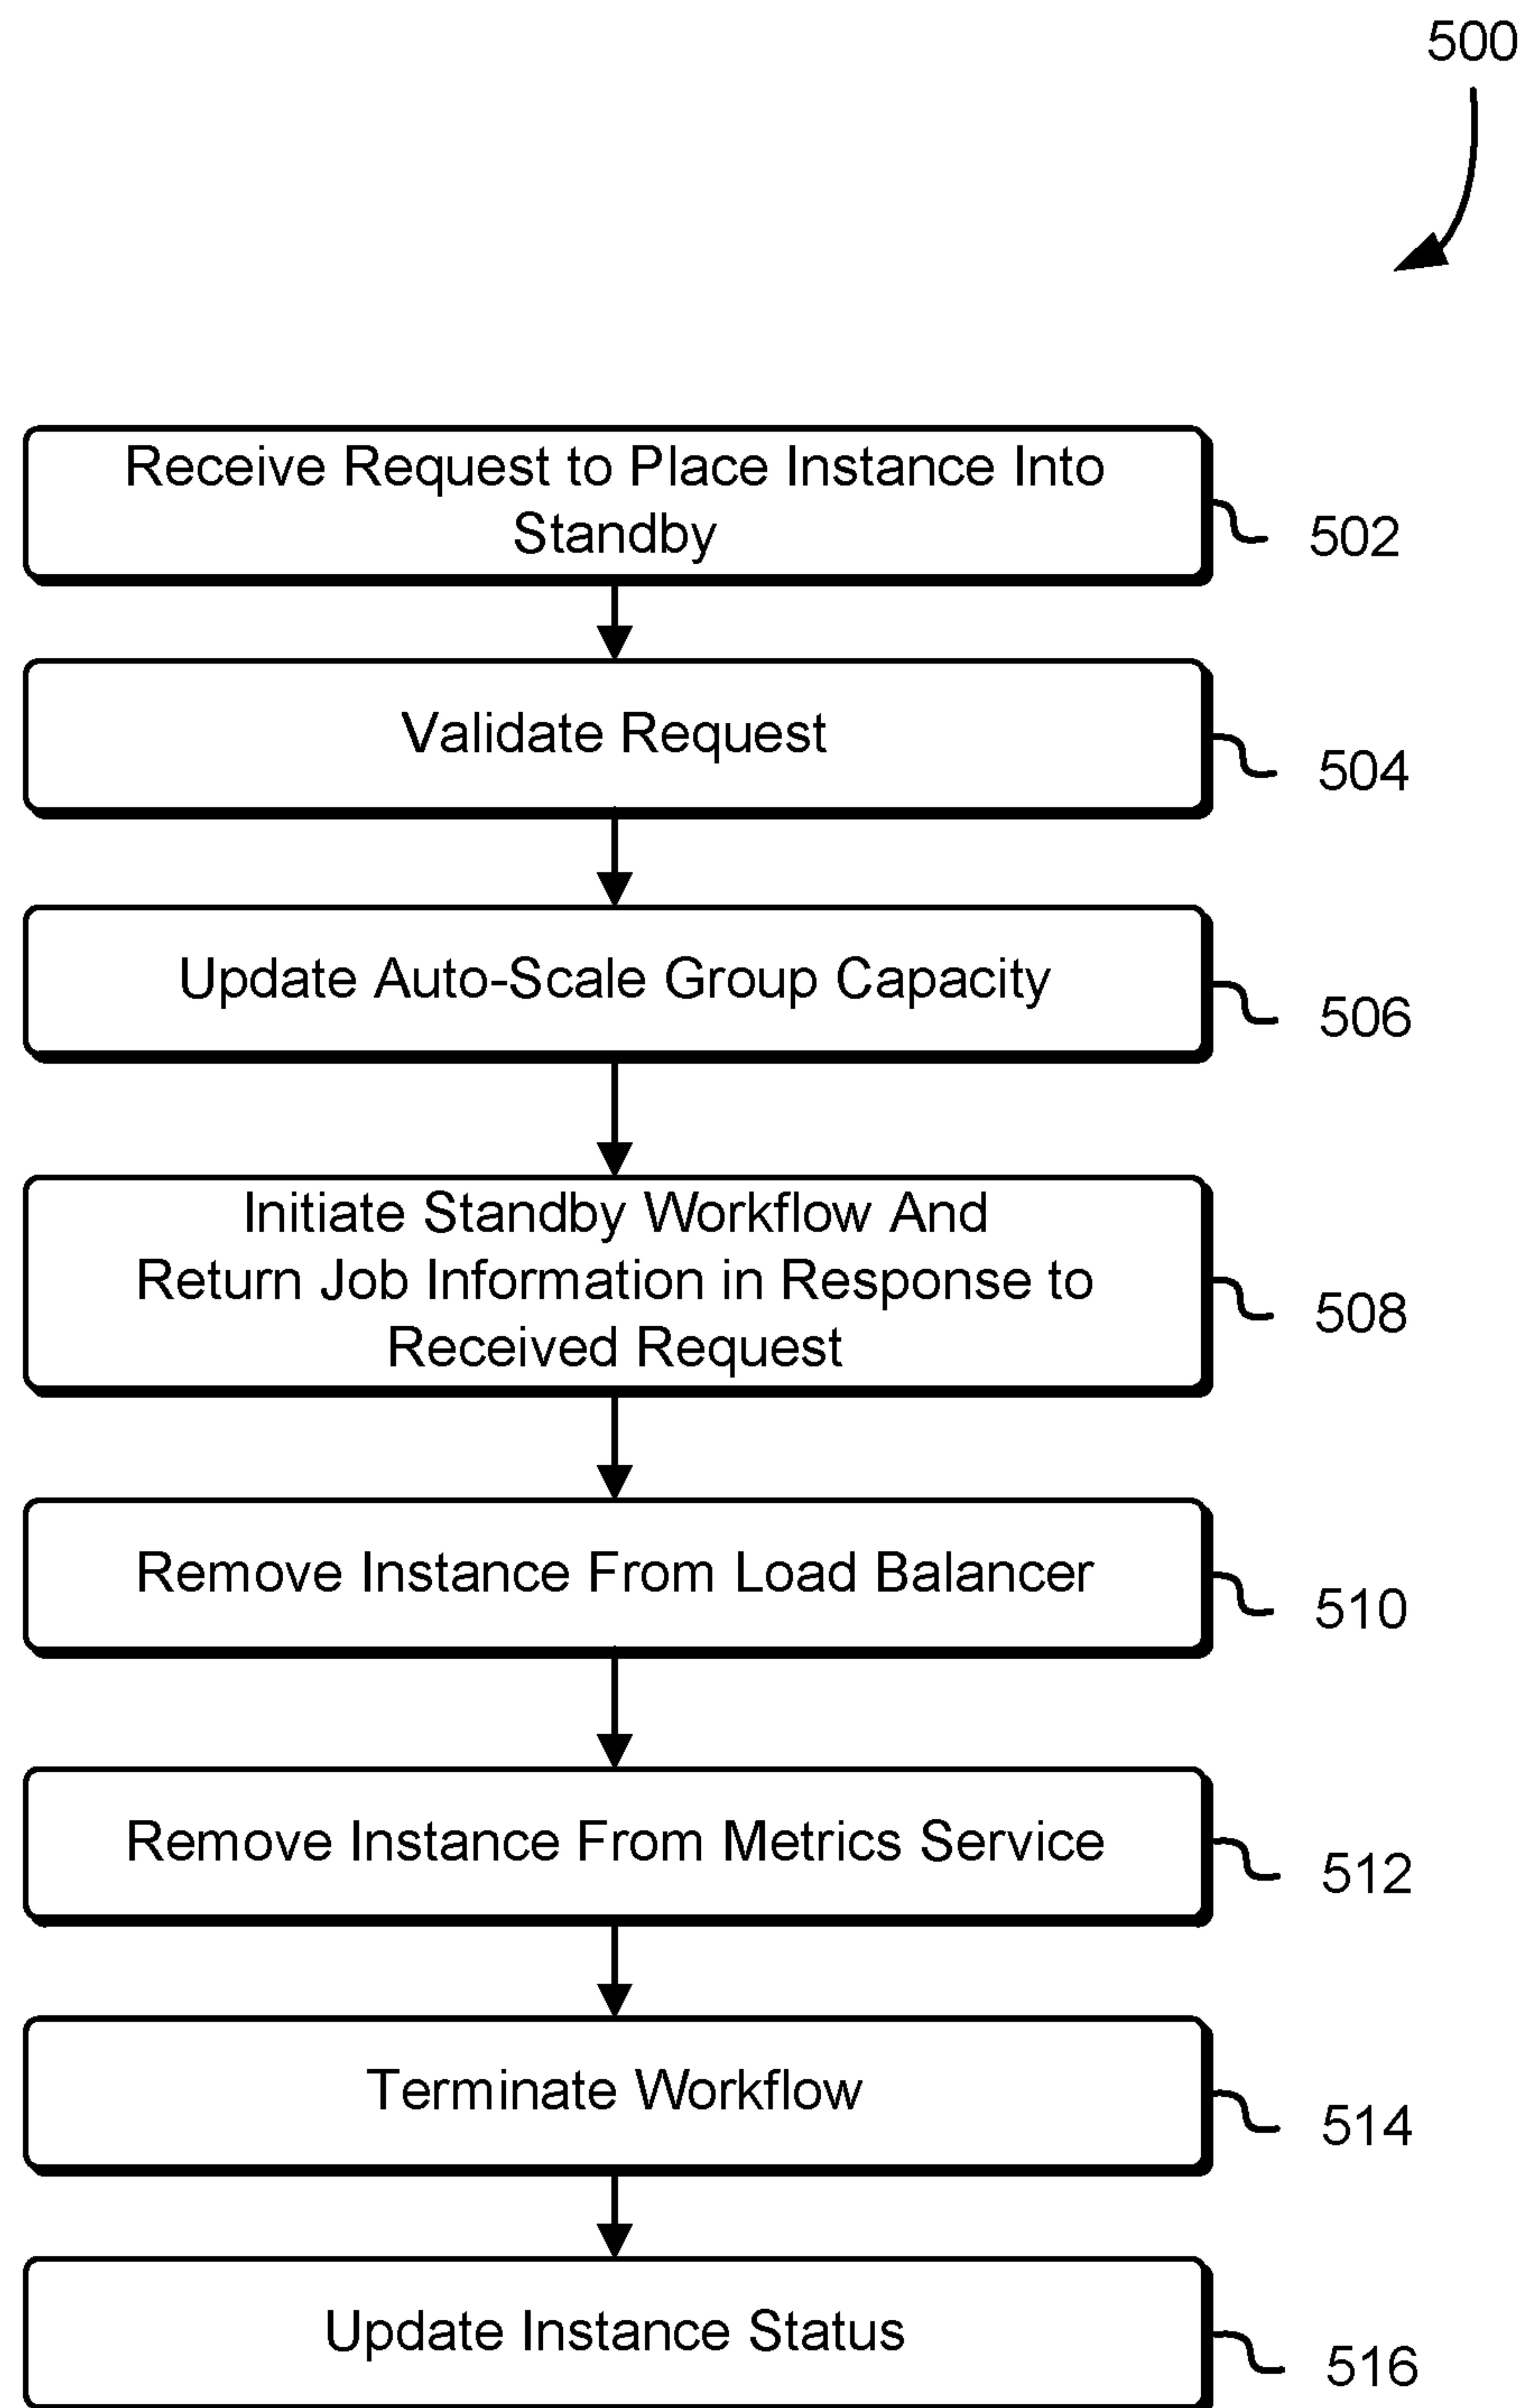 500
Receive Request to Place Instance Into
Standby
502
Validate Request
504
Update Auto-Scale Group Capacity
506
Initiate Standby Workflow And
Return Job Information in Response to
Received Request
508
Remove Instance From Load Balancer
510
Remove Instance From Metrics Service
512
Terminate Workflow
514
Update Instance Status
516